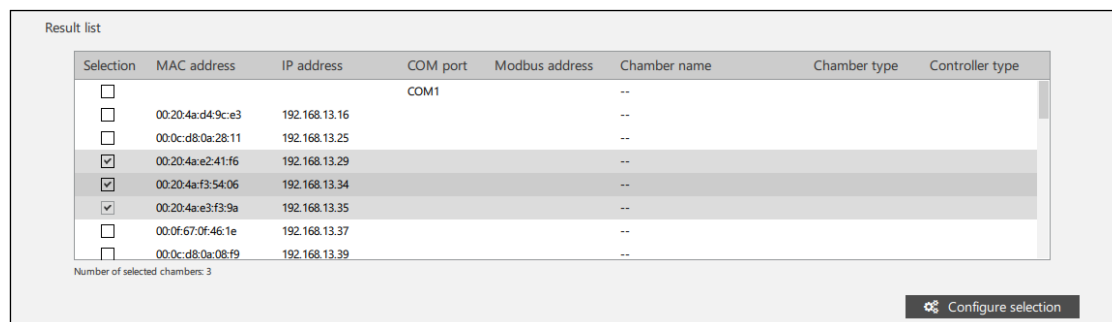 Result list
Selection MAC address IP address COM port Modbus address Chamber name Chamber type Controller type
COM1 --
00:20:4a:d4:9c:e3 192.168.13.16 --
00:0c:d8:0a:28:11 192.168.13.25 --
00:20:4a:e2:41:f6 192.168.13.29 --
00:20:4a:f3:54:06 192.168.13.34 --
00:20:4a:e3:f3:9a 192.168.13.35 --
00:0f:67:0f:46:1e 192.168.13.37 --
00:0c:d8:0a:08:f9 192.168.13.39 --
Number of selected chambers: 3
Configure selection